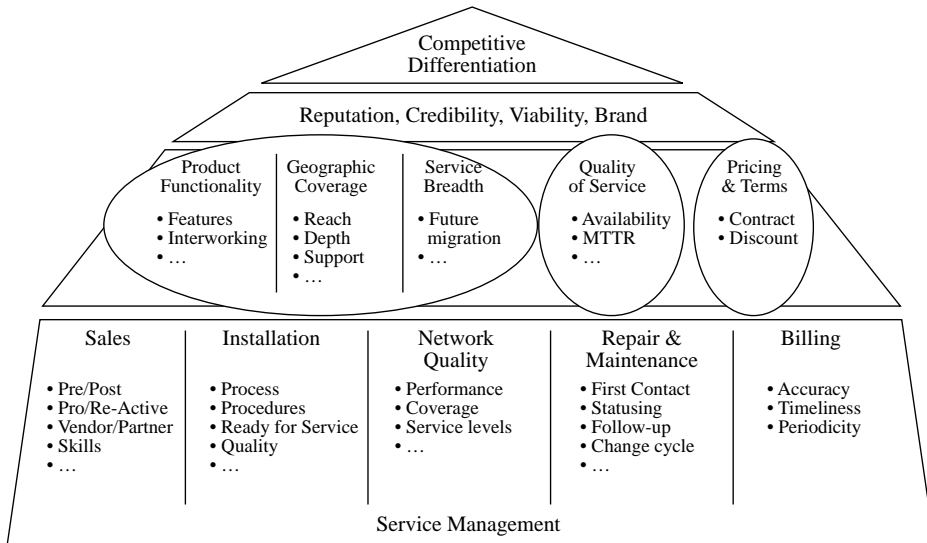 Competitive
Differentiation
Reputation, Credibility, Viability, Brand
Product
Functionality
• Features
• Interworking
• …
Geographic
Coverage
• Reach
• Depth
• Support
• …
Service
Breadth
• Future
migration
• …
Quality
of Service
• Availability
• MTTR
• …
Pricing
& Terms
• Contract
• Discount
Sales
• Pre/Post
• Pro/Re-Active
• Vendor/Partner
• Skills
• …
Installation
• Process
• Procedures
• Ready for Service
• Quality
• …
Network
Quality
• Performance
• Coverage
• Service levels
• …
Repair &
Maintenance
• First Contact
• Statusing
• Follow-up
• Change cycle
• …
Billing
• Accuracy
• Timeliness
• Periodicity
Service Management